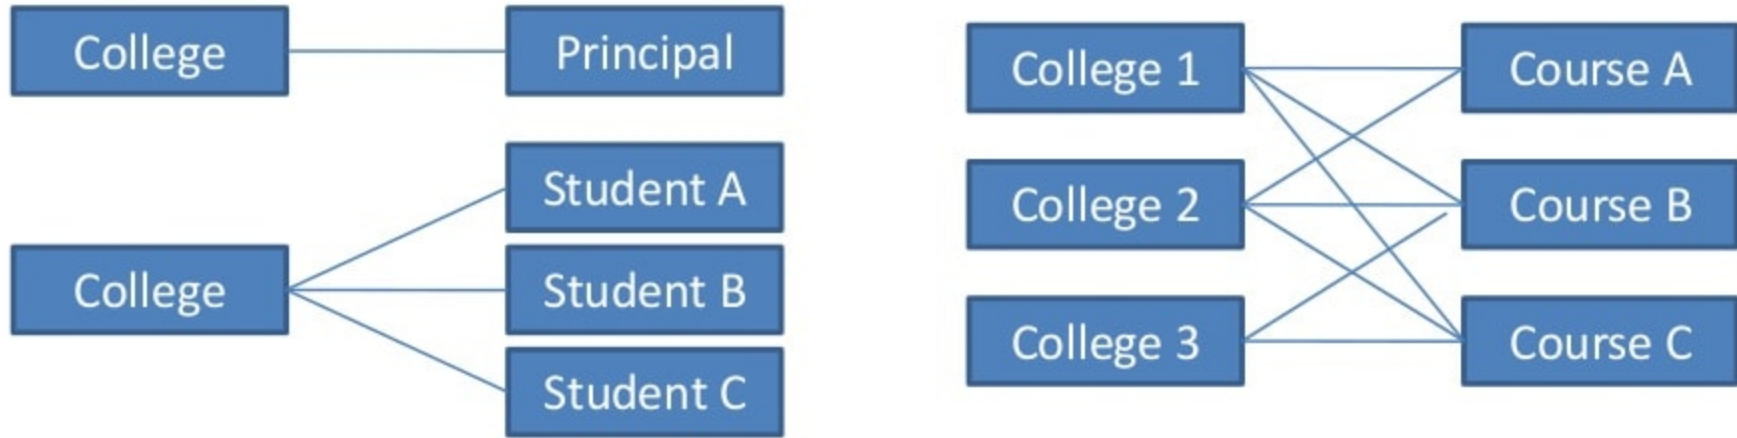 College
Principal
College
Student A
Student B
Student C
College 1
Course A
College 2
Course B
College 3
Course C